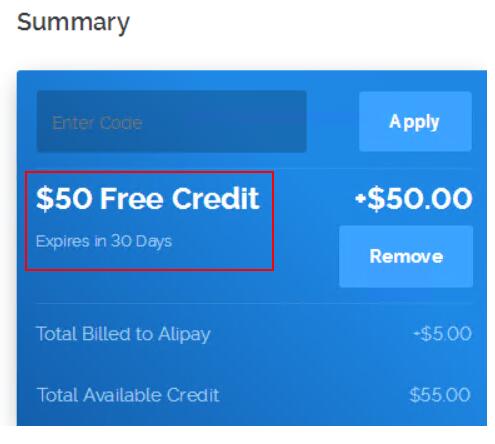 Summary
Enter Code
Apply
$50 Free Credit
+$50.00
Expires in 30 Days
Remove
Total Billed to Alipay
+$5.00
Total Available Credit
$55.00